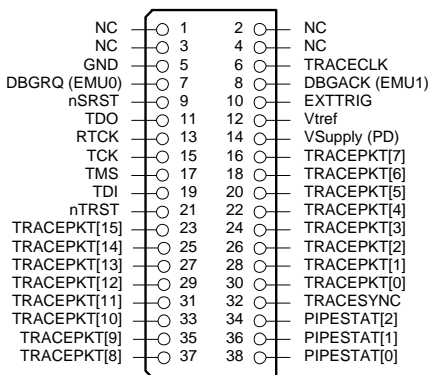 NC 1 2 NC
NC 3 4 NC
GND 5 6 TRACECLK
DBGRQ (EMU0) 7 8 DBGACK (EMU1)
nSRST 9 10 EXTTRIG
TDO 11 12 Vtref
RTCK 13 14 VSupply (PD)
TCK 15 16 TRACEPKT[7]
TMS 17 18 TRACEPKT[6]
TDI 19 20 TRACEPKT[5]
nTRST 21 22 TRACEPKT[4]
TRACEPKT[15] 23 24 TRACEPKT[3]
TRACEPKT[14] 25 26 TRACEPKT[2]
TRACEPKT[13] 27 28 TRACEPKT[1]
TRACEPKT[12] 29 30 TRACEPKT[0]
TRACEPKT[11] 31 32 TRACESYNC
TRACEPKT[10] 33 34 PIPESTAT[2]
TRACEPKT[9] 35 36 PIPESTAT[1]
TRACEPKT[8] 37 38 PIPESTAT[0]